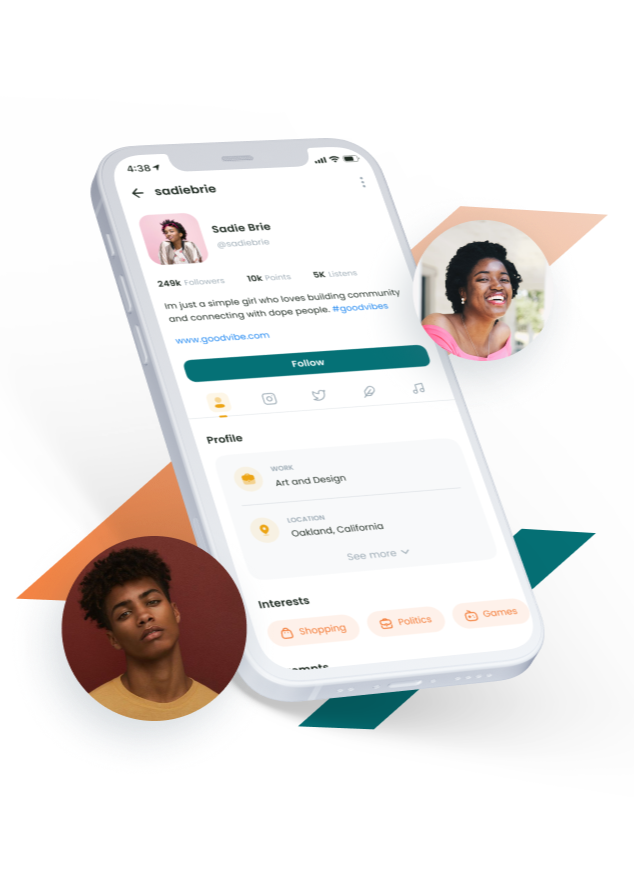 4:38
sadiebrie
Sadie Brie
@sadiebrie
249k Followers 10k Points 5K Listens
Im just a simple girl who loves building community
and connecting with dope people. #goodvibes
www.goodvibe.com
Follow
Profile
WORK
Art and Design
LOCATION
Oakland, California
See more
Interests
Shopping Politics Games